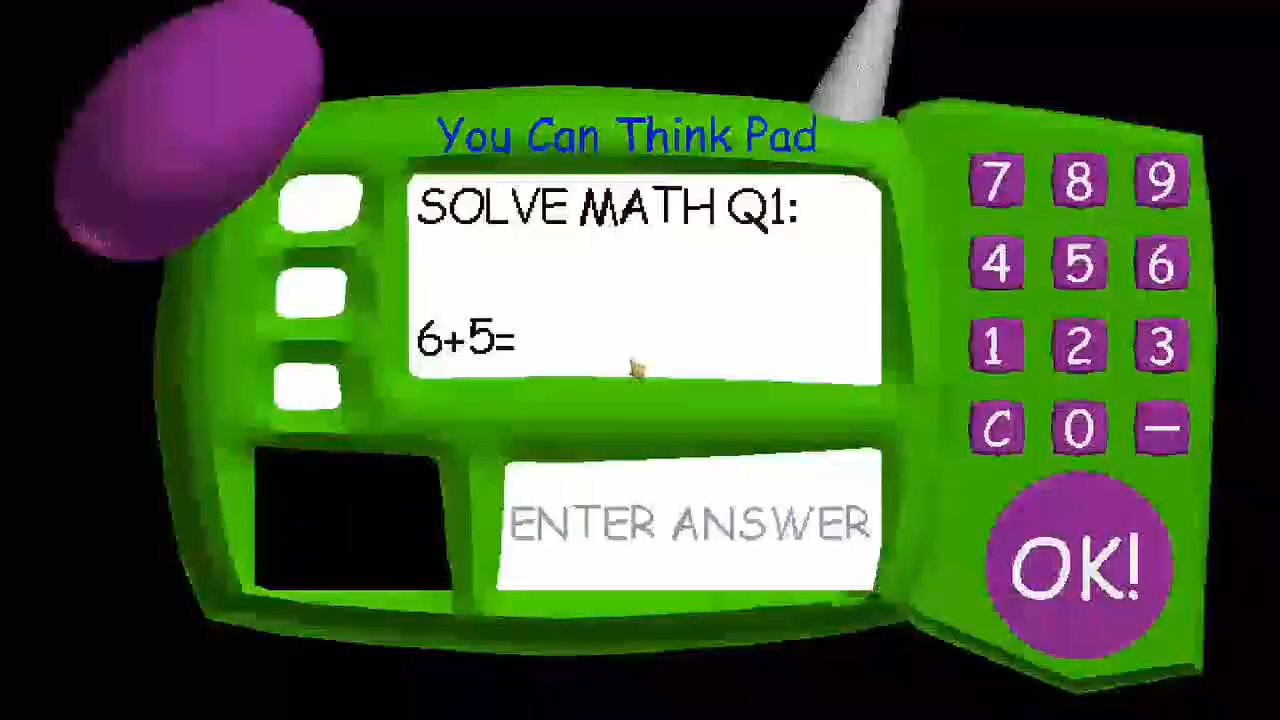 You Can Think Pad
SOLVE MATH Q1:
6+5=
ENTER ANSWER
7 8 9
4 5 6
1 2 3
C 0 —
OK!